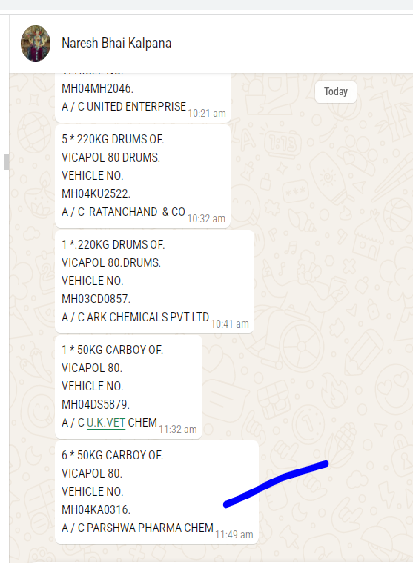 Naresh Bhai Kalpana
Today
MH04MH2046.
A / C UNITED ENTERPRISE
10:21 am
5 * 220KG DRUMS OF.
VICAPOL 80 DRUMS.
VEHICLE NO.
MH04KU2522.
A / C RATANCHAND & CO
10:32 am
1 * 220KG DRUMS OF.
VICAPOL 80.DRUMS.
VEHICLE NO.
MH03CD0857.
A / C ARK CHEMICALS PVT LTD
10:41 am
1 * 50KG CARBOY OF.
VICAPOL 80.
VEHICLE NO.
MH04DS5879.
A / C U.K.VET CHEM
11:32 am
6 * 50KG CARBOY OF
VICAPOL 80.
VEHICLE NO.
MH04KA0316.
A / C PARSHWA PHARMA CHEM
11:49 am